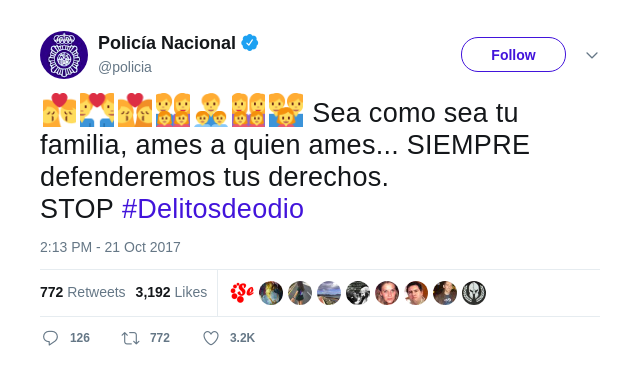 Policía Nacional
@policia
Follow
Sea como sea tu
familia, ames a quien ames... SIEMPRE
defenderemos tus derechos.
STOP #Delitosdeodio
2:13 PM - 21 Oct 2017
772 Retweets 3,192 Likes
126 772 3.2K